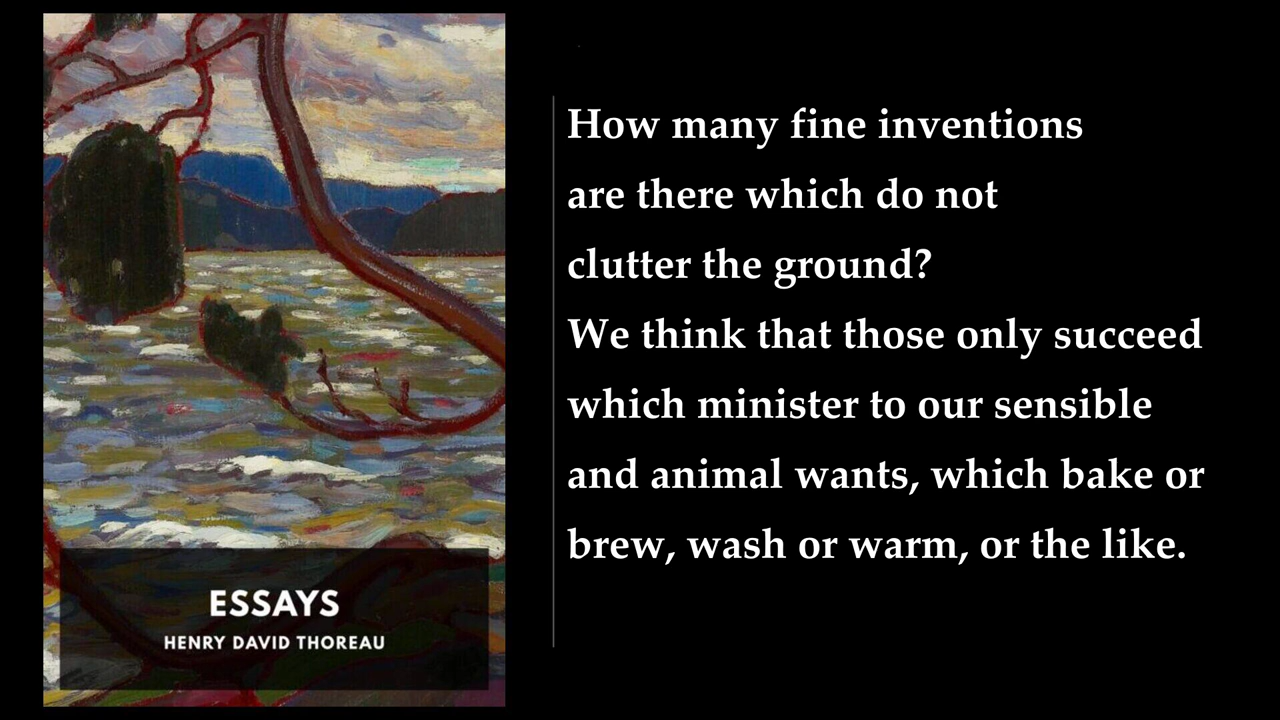 ESSAYS
HENRY DAVID THOREAU
How many fine inventions
are there which do not
clutter the ground?
We think that those only succeed
which minister to our sensible
and animal wants, which bake or
brew, wash or warm, or the like.